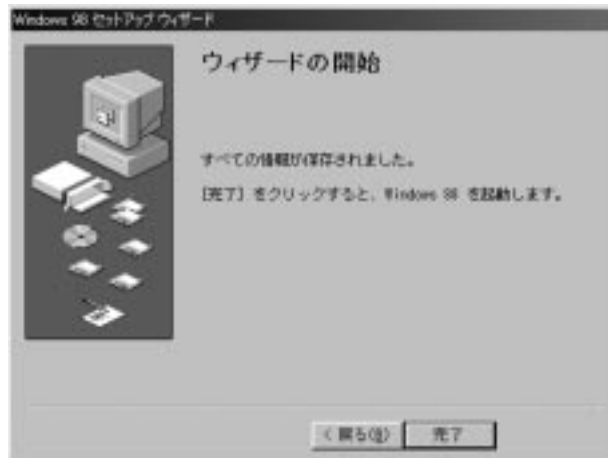 Windows 98 セットアップ ウィザード
ウィザードの開始
すべての情報が保存されました。
[完了] をクリックすると、Windows 98 を起動します。
< 戻る(B)
完了